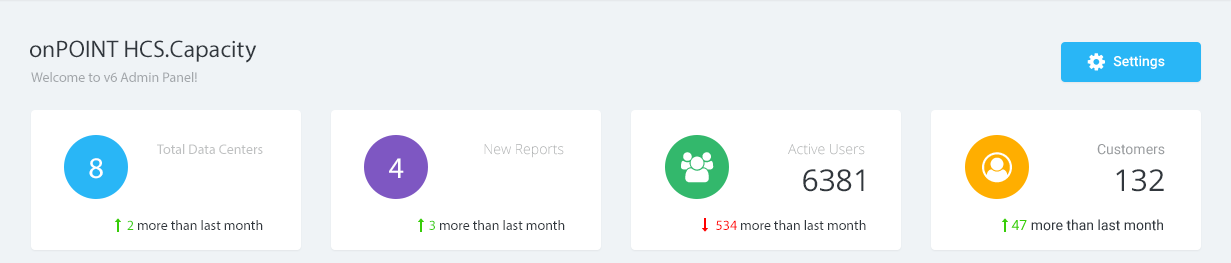 onPOINT HCS.Capacity
Welcome to v6 Admin Panel!
Settings
8
Total Data Centers
2 more than last month
4
New Reports
3 more than last month
Active Users
6381
534 more than last month
Customers
132
47 more than last month